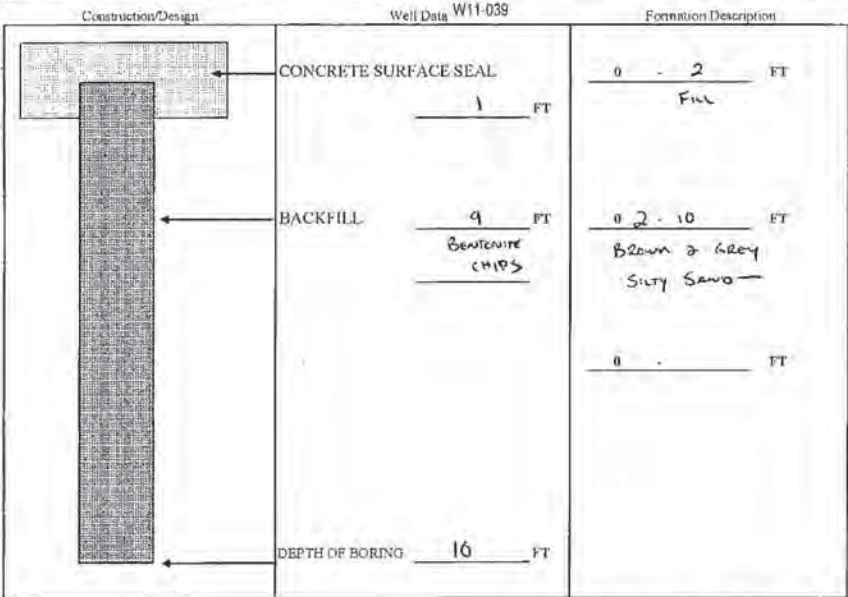 Construction/Design
Well Data W11-039
Formation Description
CONCRETE SURFACE SEAL
1 FT
0 - 2 FT
FILL
BACKFILL
9 FT
BENTONITE
CHIPS
0 2 - 10 FT
BROWN & GREY
SILTY SAND
0 - FT
DEPTH OF BORING FT